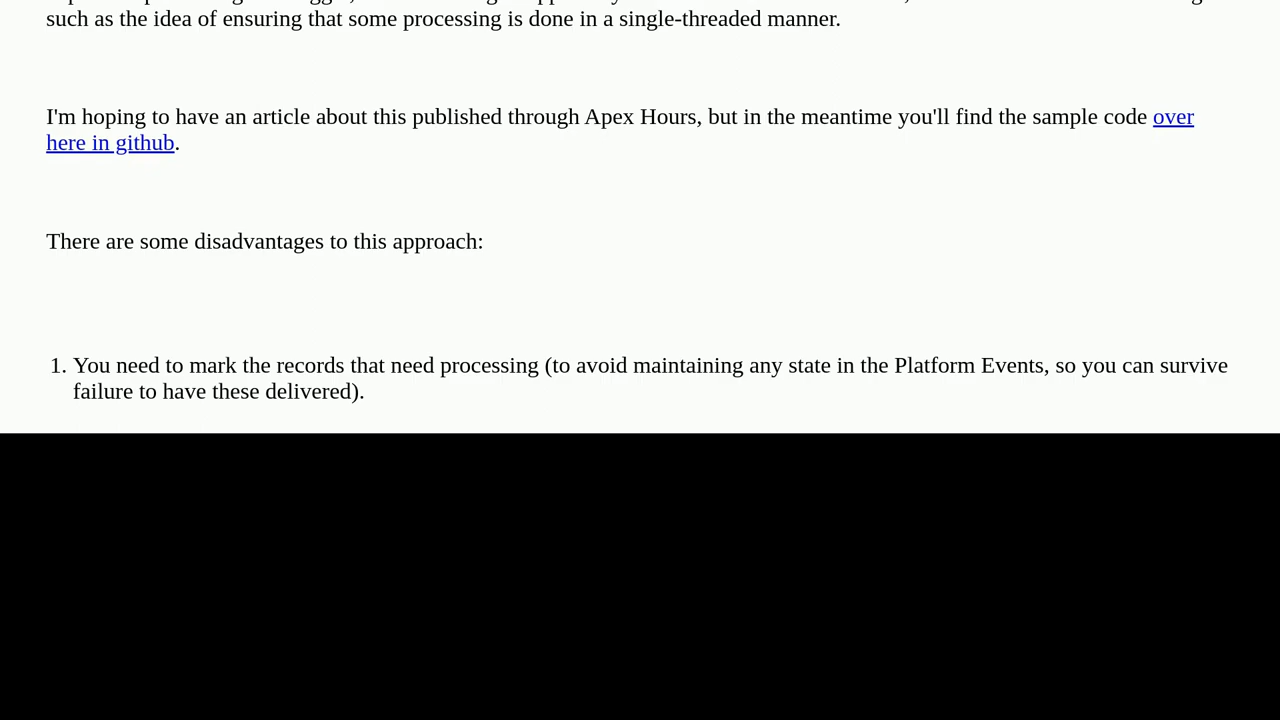 such as the idea of ensuring that some processing is done in a single-threaded manner.
I'm hoping to have an article about this published through Apex Hours, but in the meantime you'll find the sample code over
here in github.
There are some disadvantages to this approach:
1. You need to mark the records that need processing (to avoid maintaining any state in the Platform Events, so you can survive
failure to have these delivered).